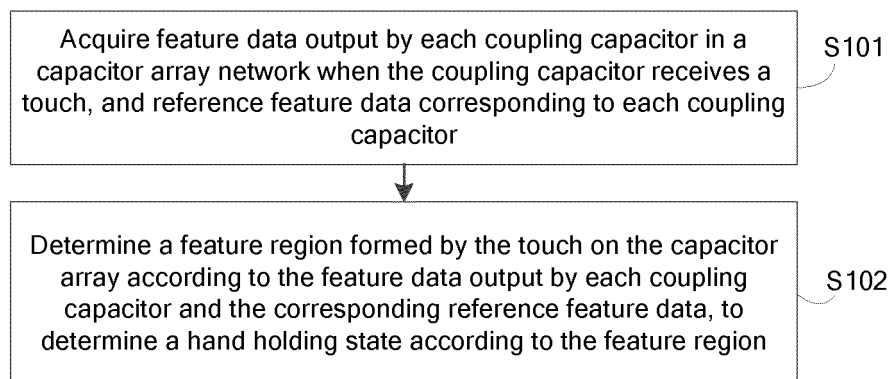 Acquire feature data output by each coupling capacitor in a
capacitor array network when the coupling capacitor receives a
touch, and reference feature data corresponding to each coupling
capacitor
S101
Determine a feature region formed by the touch on the capacitor
array according to the feature data output by each coupling
capacitor and the corresponding reference feature data, to
determine a hand holding state according to the feature region
S102